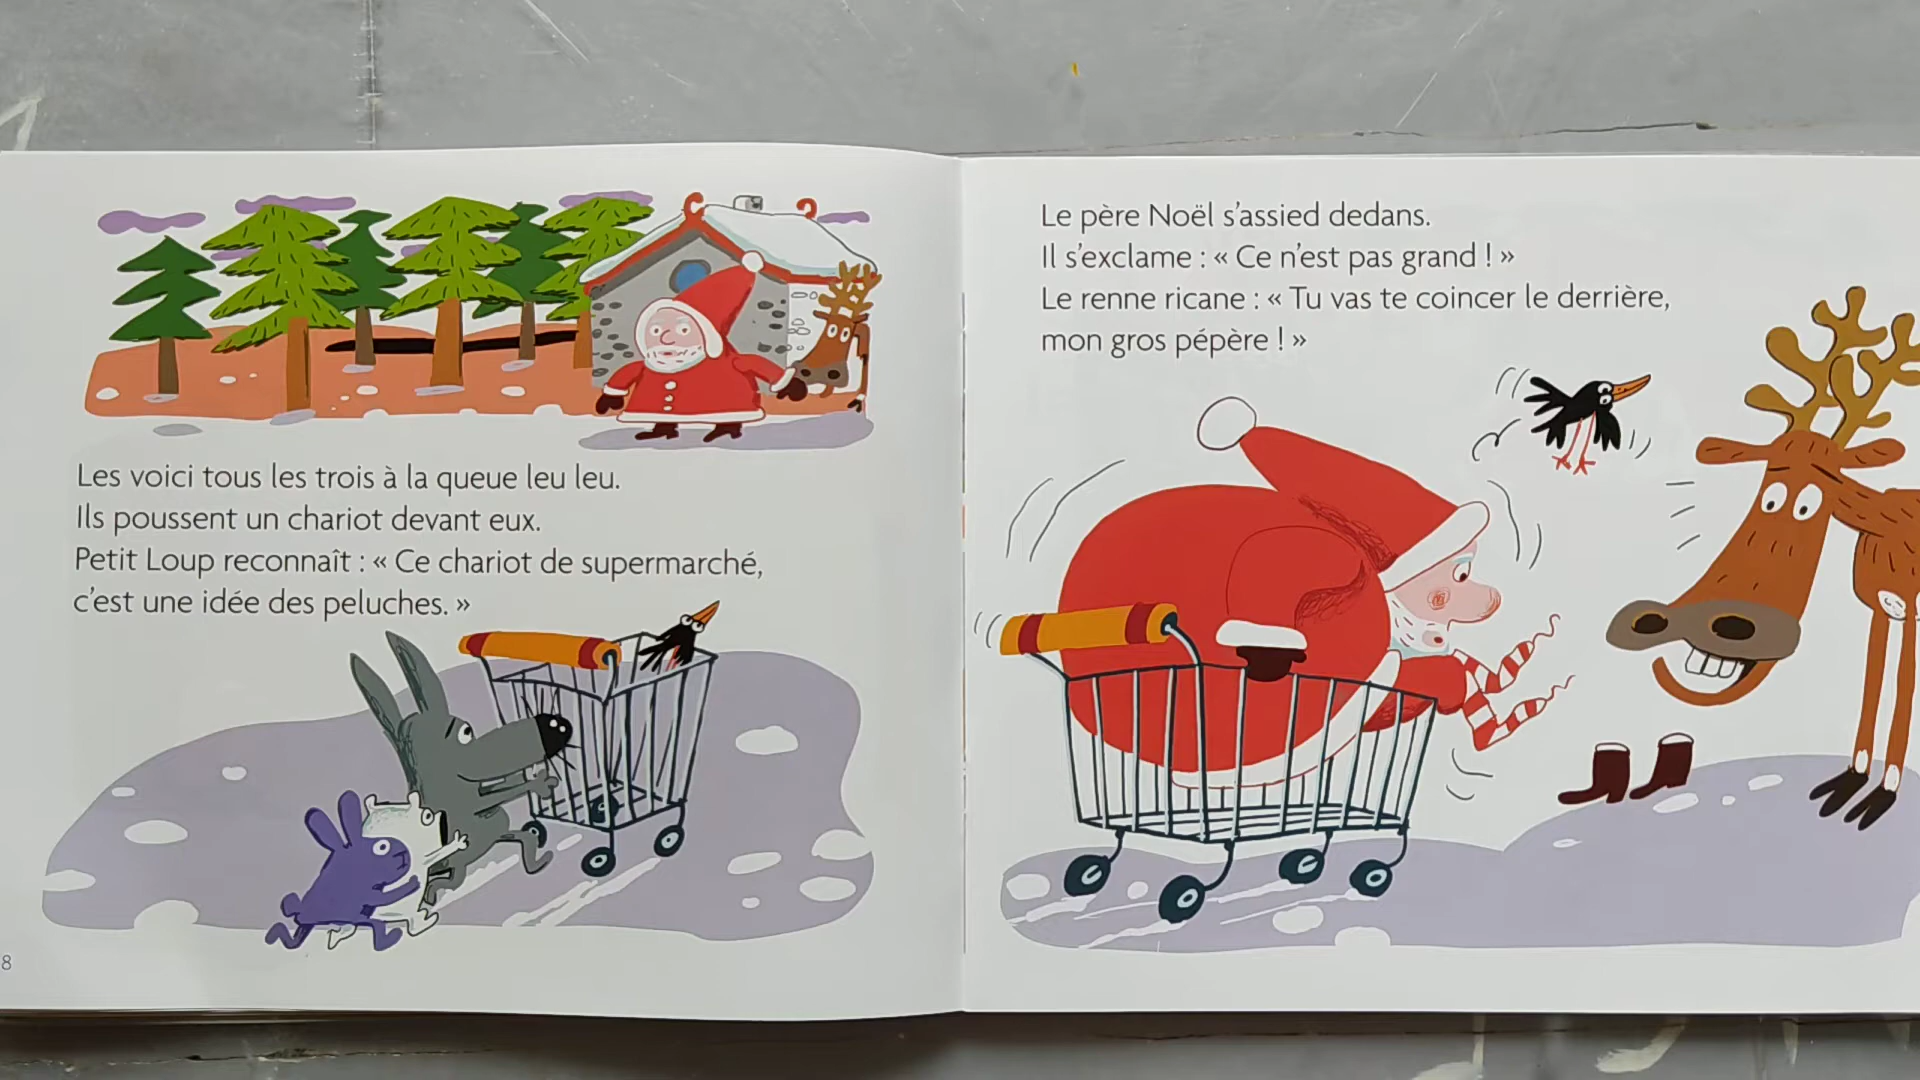 Les voici tous les trois à la queue leu leu.
Ils poussent un chariot devant eux.
Petit Loup reconnaît : « Ce chariot de supermarché,
c'est une idée des peluches. »
8
Le père Noël s'assied dedans.
Il s'exclame : « Ce n'est pas grand ! »
Le renne ricane : « Tu vas te coincer le derrière,
mon gros pépère ! »